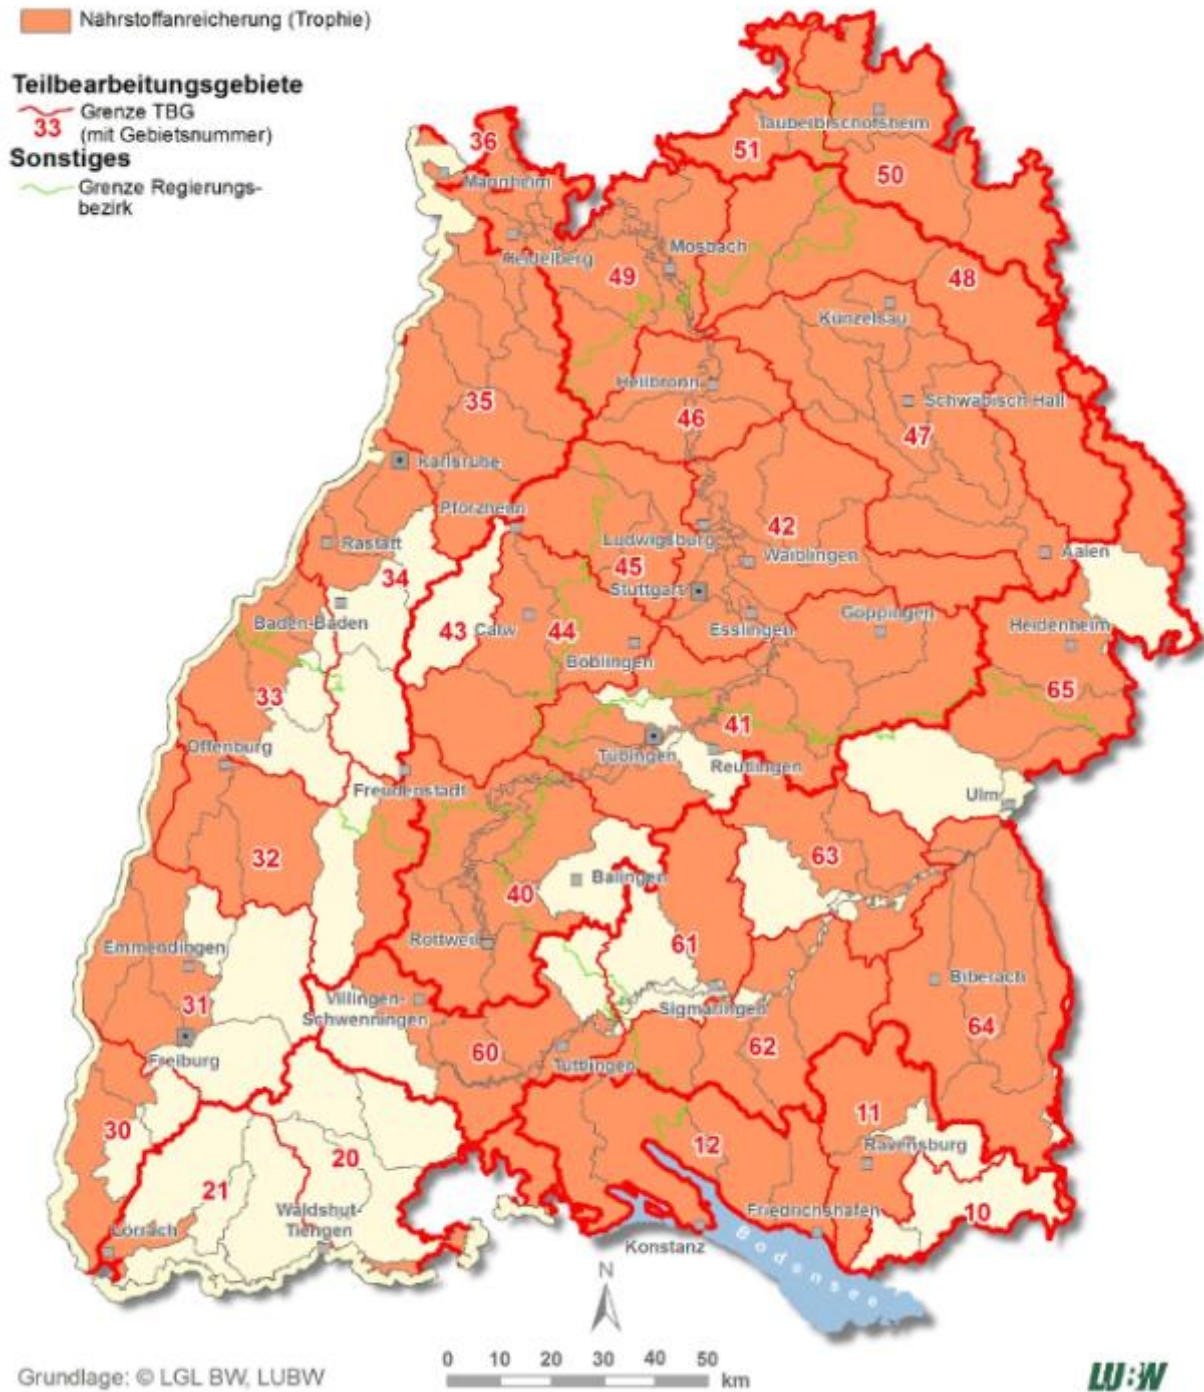 Nährstoffanreicherung (Trophie)
Teilbearbeitungsgebiete
Grenze TBG
33 (mit Gebietsnummer)
Sonstiges
Grenze Regierungs-
bezirk
36
Mannheim
Tauberbischofsheim
51
50
Heidelberg
Mosbach
49
48
Künzelsau
Heilbronn
35
46
Schwäbisch Hall
47
Karlsruhe
Pforzheim
Ludwigsburg
42
Rastatt
34
45
Waiblingen
Aalen
Stuttgart
Baden-Baden
43
Calw
44
Esslingen
Göppingen
Heidenheim
Böblingen
33
65
41
Offenburg
Tübingen
Reutlingen
Freudenstadt
Ulm
32
63
40
Balingen
Rottweil
61
Emmendingen
Biberach
31
Villingen-
Schwenningen
Sigmaringen
Freiburg
60
Tuttlingen
62
64
30
11
12
Ravensburg
20
21
Waldshut-
Tiengen
10
Lörrach
Friedrichshafen
Konstanz
Bodensee
N
0 10 20 30 40 50
km
Grundlage: © LGL BW, LUBW
LUBW